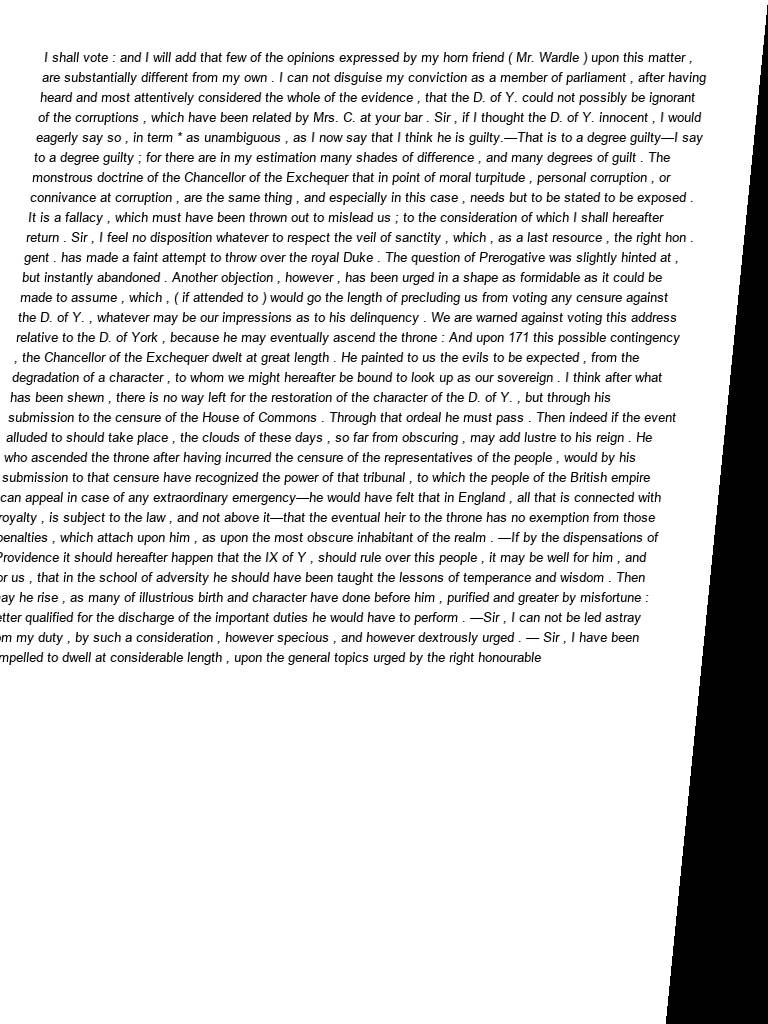 I shall vote : and I will add that few of the opinions expressed by my horn friend ( Mr. Wardle ) upon this matter ,
are substantially different from my own . I can not disguise my conviction as a member of parliament , after having
heard and most attentively considered the whole of the evidence , that the D. of Y. could not possibly be ignorant
of the corruptions , which have been related by Mrs. C. at your bar . Sir , if I thought the D. of Y. innocent , I would
eagerly say so , in term * as unambiguous , as I now say that I think he is guilty.—That is to a degree guilty—I say
to a degree guilty ; for there are in my estimation many shades of difference , and many degrees of guilt . The
monstrous doctrine of the Chancellor of the Exchequer that in point of moral turpitude , personal corruption , or
connivance at corruption , are the same thing , and especially in this case , needs but to be stated to be exposed .
It is a fallacy , which must have been thrown out to mislead us ; to the consideration of which I shall hereafter
return . Sir , I feel no disposition whatever to respect the veil of sanctity , which , as a last resource , the right hon .
gent . has made a faint attempt to throw over the royal Duke . The question of Prerogative was slightly hinted at ,
but instantly abandoned . Another objection , however , has been urged in a shape as formidable as it could be
made to assume , which , ( if attended to ) would go the length of precluding us from voting any censure against
the D. of Y. , whatever may be our impressions as to his delinquency . We are warned against voting this address
relative to the D. of York , because he may eventually ascend the throne : And upon 171 this possible contingency
, the Chancellor of the Exchequer dwelt at great length . He painted to us the evils to be expected , from the
degradation of a character , to whom we might hereafter be bound to look up as our sovereign . I think after what
has been shewn , there is no way left for the restoration of the character of the D. of Y. , but through his
submission to the censure of the House of Commons . Through that ordeal he must pass . Then indeed if the event
alluded to should take place , the clouds of these days , so far from obscuring , may add lustre to his reign . He
who ascended the throne after having incurred the censure of the representatives of the people , would by his
submission to that censure have recognized the power of that tribunal , to which the people of the British empire
can appeal in case of any extraordinary emergency—he would have felt that in England , all that is connected with
royalty , is subject to the law , and not above it—that the eventual heir to the throne has no exemption from those
penalties , which attach upon him , as upon the most obscure inhabitant of the realm . —If by the dispensations of
Providence it should hereafter happen that the IX of Y , should rule over this people , it may be well for him , and
or us , that in the school of adversity he should have been taught the lessons of temperance and wisdom . Then
ay he rise , as many of illustrious birth and character have done before him , purified and greater by misfortune :
etter qualified for the discharge of the important duties he would have to perform . —Sir , I can not be led astray
om my duty , by such a consideration , however specious , and however dextrously urged . — Sir , I have been
mpelled to dwell at considerable length , upon the general topics urged by the right honourable